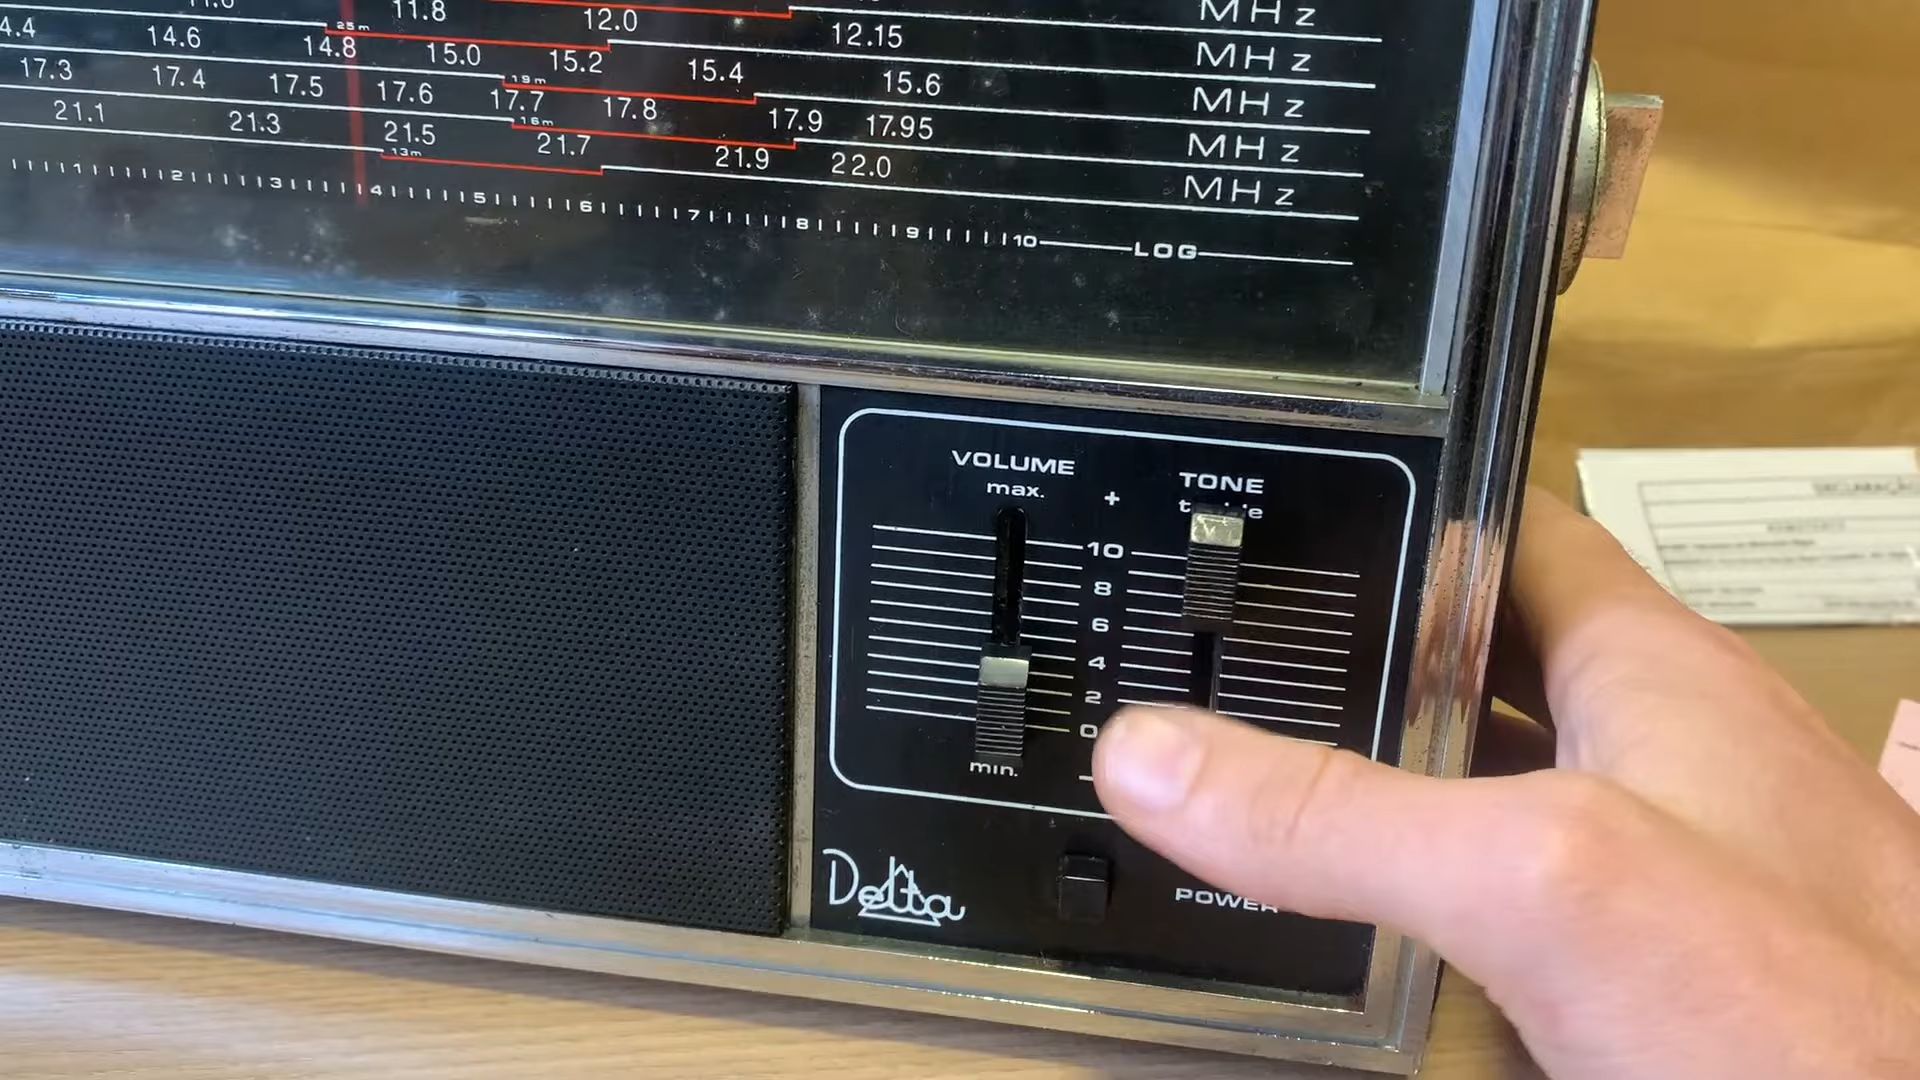 11.8 12.0 MHz
25m 12.15
14.6 14.8 15.0 15.2 MHz
19m 15.4 15.6
17.3 17.4 17.5 17.6 17.7 17.8 MHz
16m 17.9 17.95
21.1 21.3 21.5 21.7 MHz
13m 21.9 22.0
MHz
1 2 3 4 5 6 7 8 9 10 LOG
VOLUME
max.
+
TONE
10
8
6
4
2
0
min.
Delta
POWER
DECLARAÇÃO